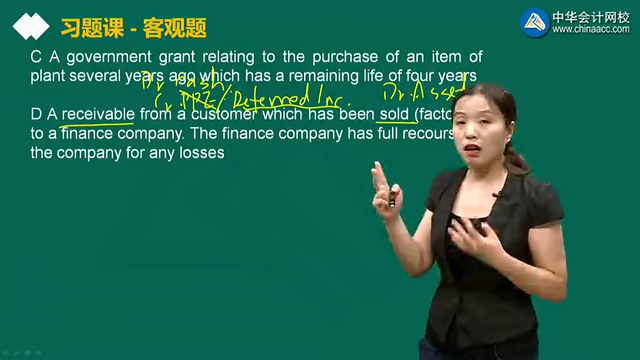 习题课 - 客观题
中华会计网校
www.chinaacc.com
C A government grant relating to the purchase of an item of
plant several years ago which has a remaining life of four years
Dr. Cash
Cr. PPE/Deferred Inc.
Dr. Asset
D A receivable from a customer which has been sold (facto
to a finance company. The finance company has full recours
the company for any losses